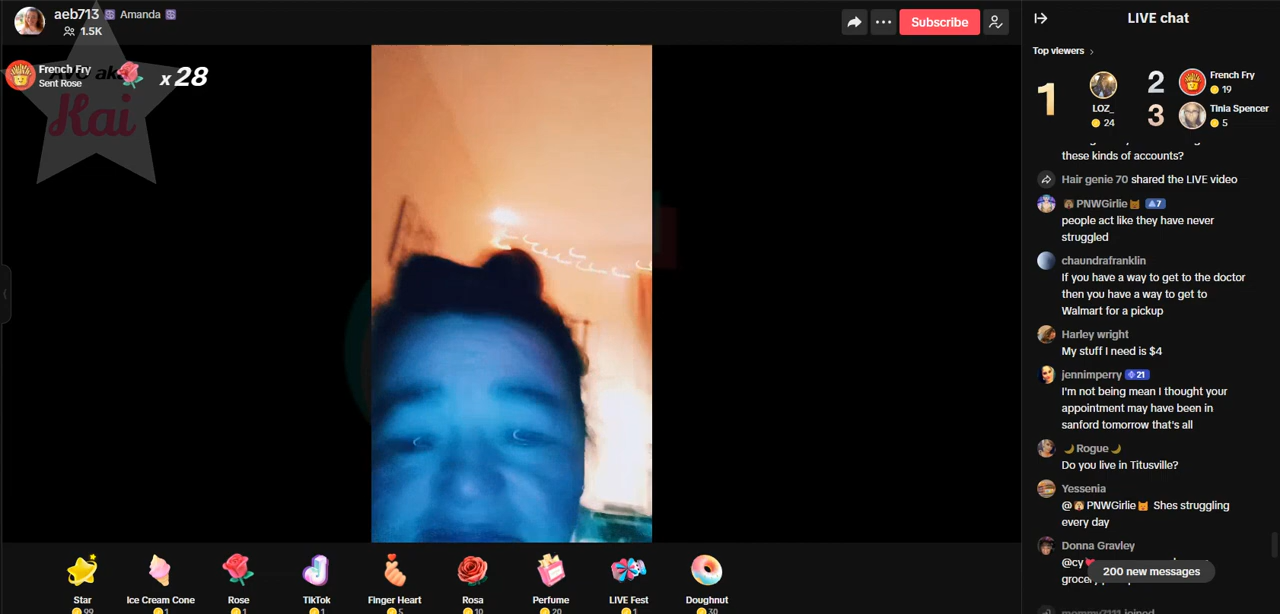 aeb713 Amanda
1.5K
Subscribe
French Fry
Sent Rose
x28
aka
Kai
LIVE chat
Top viewers
1
LOZ_
24
2
French Fry
19
3
Tinia Spencer
5
these kinds of accounts?
Hair genie 70 shared the LIVE video
PNWGirlie 7
people act like they have never
struggled
chaundrafranklin
If you have a way to get to the doctor
then you have a way to get to
Walmart for a pickup
Harley wright
My stuff I need is $4
jennimperry 21
I'm not being mean I thought your
appointment may have been in
sanford tomorrow that's all
Rogue
Do you live in Titusville?
Yessenia
@PNWGirlie Shes struggling
every day
Donna Gravley
@cy
200 new messages
joined
Star
99
Ice Cream Cone
1
Rose
1
TikTok
1
Finger Heart
5
Rosa
10
Perfume
20
LIVE Fest
1
Doughnut
30